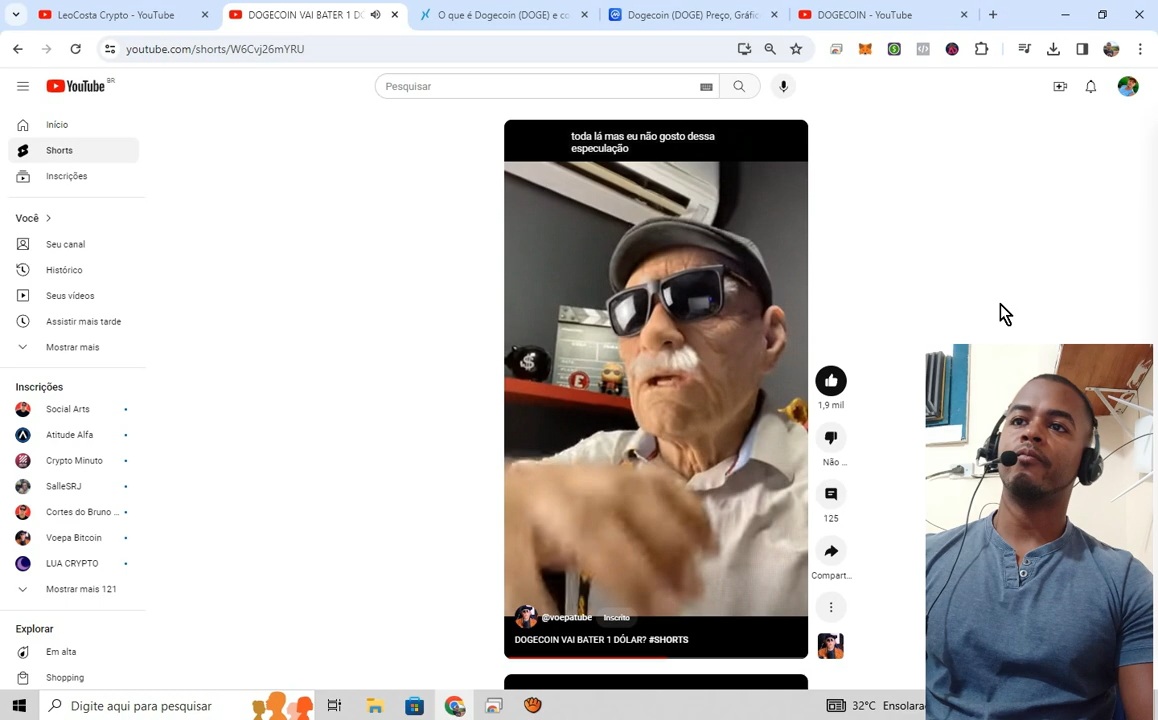 LeoCosta Crypto - YouTube
DOGECOIN VAI BATER 1 D
O que é Dogecoin (DOGE) e co
Dogecoin (DOGE) Preço, Gráfic
DOGECOIN - YouTube
youtube.com/shorts/W6Cvj26mYRU
YouTube BR
Pesquisar
Início
Shorts
Inscrições
Você
Seu canal
Histórico
Seus vídeos
Assistir mais tarde
Mostrar mais
Inscrições
Social Arts
Atitude Alfa
Crypto Minuto
SalleSRJ
Cortes do Bruno ...
Voepa Bitcoin
LUA CRYPTO
Mostrar mais 121
Explorar
Em alta
Shopping
toda lá mas eu não gosto dessa
especulação
$
E
1,9 mil
Não ...
125
Compart...
@voepatube Inscrito
DOGECOIN VAI BATER 1 DÓLAR? #SHORTS
Digite aqui para pesquisar
32°C Ensolara